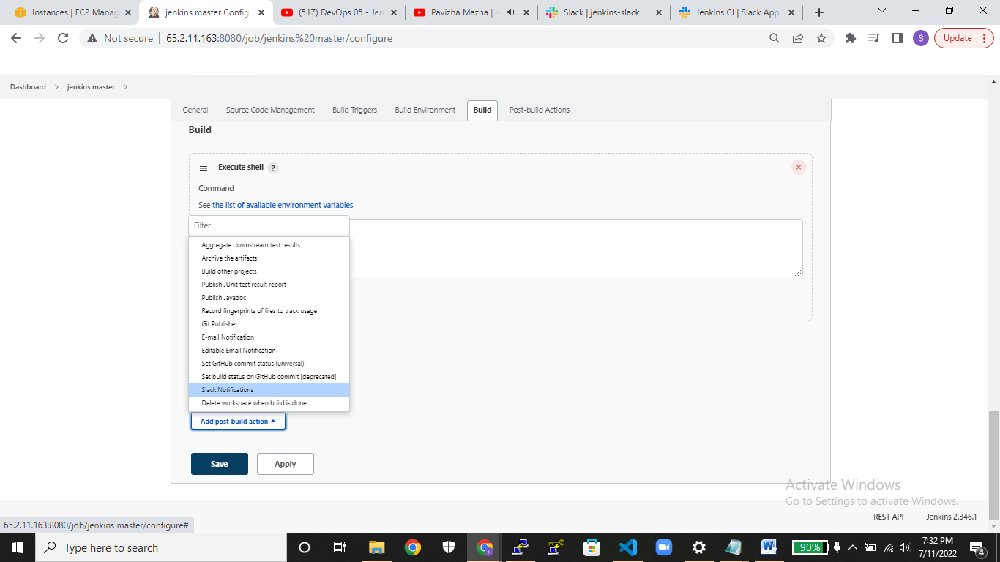 Instances | EC2 Manag
jenkins master Config
(517) DevOps 05 - Jen
Pavizha Mazha |
Slack | jenkins-slack
Jenkins CI | Slack App
Not secure
65.2.11.163:8080/job/jenkins%20master/configure
S
Update
Dashboard
jenkins master
General
Source Code Management
Build Triggers
Build Environment
Build
Post-build Actions
Build
Execute shell ?
Command
See the list of available environment variables
Filter
Aggregate downstream test results
Archive the artifacts
Build other projects
Publish JUnit test result report
Publish Javadoc
Record fingerprints of files to track usage
Git Publisher
E-mail Notification
Editable Email Notification
Set GitHub commit status (universal)
Set build status on GitHub commit [deprecated]
Slack Notifications
Delete workspace when build is done
Add post-build action
Save
Apply
Activate Windows
Go to Settings to activate Windows.
REST API
Jenkins 2.346.1
65.2.11.163:8080/job/jenkins master/configure#
Type here to search
90%
7:32 PM
7/11/2022
4